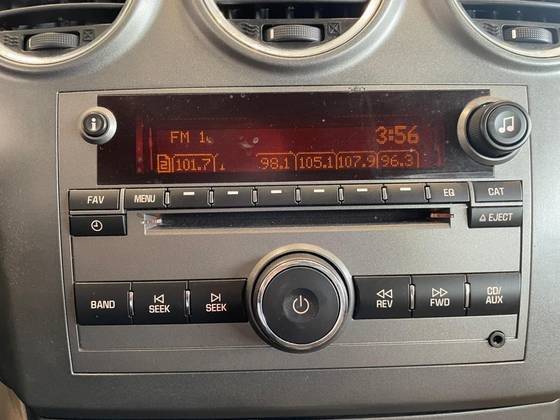 FM 3:56
2 101.7 98.1 105.1 107.9 96.3
FAV MENU EQ CAT
EJECT
BAND SEEK SEEK REV FWD CD/
AUX